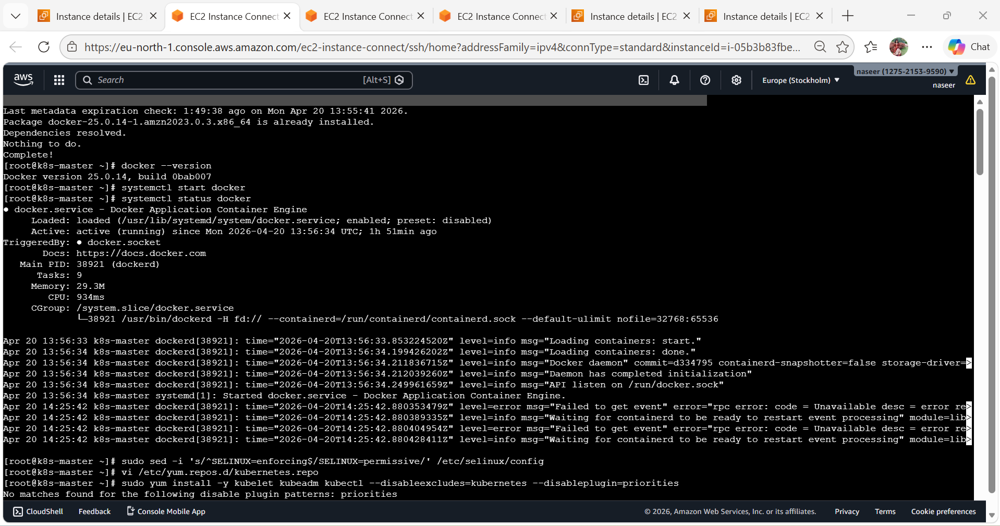 Instance details | EC2
EC2 Instance Connect
EC2 Instance Connect
EC2 Instance Connect
Instance details | EC2
Instance details | EC2
https://eu-north-1.console.aws.amazon.com/ec2-instance-connect/ssh/home?addressFamily=ipv4&connType=standard&instanceId=i-05b3b83fbe...
Chat
aws
Search
[Alt+S]
Europe (Stockholm)
naseer (1275-2153-9590)
naseer
Last metadata expiration check: 1:49:38 ago on Mon Apr 20 13:55:41 2026.
Package docker-25.0.14-1.amzn2023.0.3.x86_64 is already installed.
Dependencies resolved.
Nothing to do.
Complete!
[root@k8s-master ~]# docker --version
Docker version 25.0.14, build 0bab007
[root@k8s-master ~]# systemctl start docker
[root@k8s-master ~]# systemctl status docker
● docker.service - Docker Application Container Engine
Loaded: loaded (/usr/lib/systemd/system/docker.service; enabled; preset: disabled)
Active: active (running) since Mon 2026-04-20 13:56:34 UTC; 1h 51min ago
TriggeredBy: ● docker.socket
Docs: https://docs.docker.com
Main PID: 38921 (dockerd)
Tasks: 9
Memory: 29.3M
CPU: 934ms
CGroup: /system.slice/docker.service
└─38921 /usr/bin/dockerd -H fd:// --containerd=/run/containerd/containerd.sock --default-ulimit nofile=32768:65536
Apr 20 13:56:33 k8s-master dockerd[38921]: time="2026-04-20T13:56:33.853224520Z" level=info msg="Loading containers: start."
Apr 20 13:56:34 k8s-master dockerd[38921]: time="2026-04-20T13:56:34.199426202Z" level=info msg="Loading containers: done."
Apr 20 13:56:34 k8s-master dockerd[38921]: time="2026-04-20T13:56:34.211836715Z" level=info msg="Docker daemon" commit=d334795 containerd-snapshotter=false storage-driver=>
Apr 20 13:56:34 k8s-master dockerd[38921]: time="2026-04-20T13:56:34.212039260Z" level=info msg="Daemon has completed initialization"
Apr 20 13:56:34 k8s-master dockerd[38921]: time="2026-04-20T13:56:34.249961659Z" level=info msg="API listen on /run/docker.sock"
Apr 20 13:56:34 k8s-master systemd[1]: Started docker.service - Docker Application Container Engine.
Apr 20 14:25:42 k8s-master dockerd[38921]: time="2026-04-20T14:25:42.880353479Z" level=error msg="Failed to get event" error="rpc error: code = Unavailable desc = error re>
Apr 20 14:25:42 k8s-master dockerd[38921]: time="2026-04-20T14:25:42.880389335Z" level=info msg="Waiting for containerd to be ready to restart event processing" module=lib>
Apr 20 14:25:42 k8s-master dockerd[38921]: time="2026-04-20T14:25:42.880404954Z" level=error msg="Failed to get event" error="rpc error: code = Unavailable desc = error re>
Apr 20 14:25:42 k8s-master dockerd[38921]: time="2026-04-20T14:25:42.880428411Z" level=info msg="Waiting for containerd to be ready to restart event processing" module=lib>
[root@k8s-master ~]# sudo sed -i 's/^SELINUX=enforcing$/SELINUX=permissive/' /etc/selinux/config
[root@k8s-master ~]# vi /etc/yum.repos.d/kubernetes.repo
[root@k8s-master ~]# sudo yum install -y kubelet kubeadm kubectl --disableexcludes=kubernetes --disableplugin=priorities
No matches found for the following disable plugin patterns: priorities
CloudShell
Feedback
Console Mobile App
© 2026, Amazon Web Services, Inc. or its affiliates.
Privacy
Terms
Cookie preferences